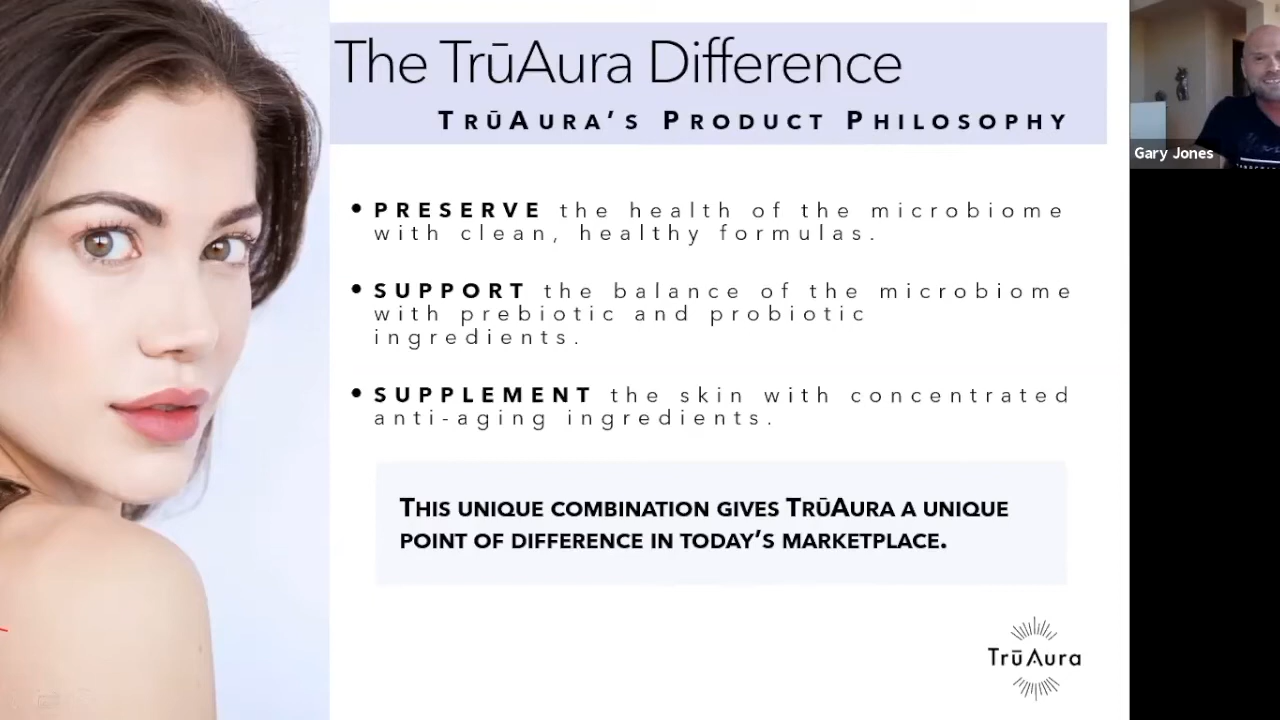 The TrūAura Difference
TRŪAURA'S PRODUCT PHILOSOPHY
Gary Jones
• PRESERVE the health of the microbiome
with clean, healthy formulas.
• SUPPORT the balance of the microbiome
with prebiotic and probiotic
ingredients.
• SUPPLEMENT the skin with concentrated
anti-aging ingredients.
THIS UNIQUE COMBINATION GIVES TRŪAURA A UNIQUE
POINT OF DIFFERENCE IN TODAY'S MARKETPLACE.
TrūAura